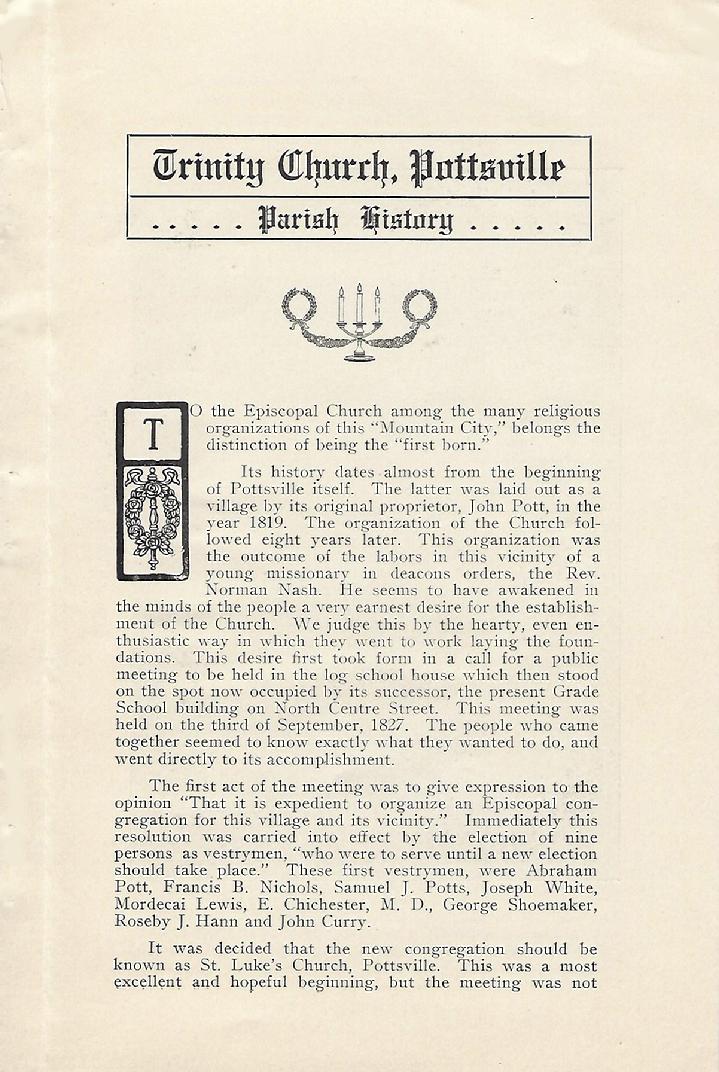 Trinity Church, Pottsville
. . . . . Parish History . . . . .
TO the Episcopal Church among the many religious
organizations of this “Mountain City,” belongs the
distinction of being the “first born.”
Its history dates almost from the beginning
of Pottsville itself. The latter was laid out as a
village by its original proprietor, John Pott, in the
year 1819. The organization of the Church fol-
lowed eight years later. This organization was
the outcome of the labors in this vicinity of a
young missionary in deacons orders, the Rev.
Norman Nash. He seems to have awakened in
the minds of the people a very earnest desire for the establish-
ment of the Church. We judge this by the hearty, even en-
thusiastic way in which they went to work laying the foun-
dations. This desire first took form in a call for a public
meeting to be held in the log school house which then stood
on the spot now occupied by its successor, the present Grade
School building on North Centre Street. This meeting was
held on the third of September, 1827. The people who came
together seemed to know exactly what they wanted to do, and
went directly to its accomplishment.
The first act of the meeting was to give expression to the
opinion “That it is expedient to organize an Episcopal con-
gregation for this village and its vicinity.” Immediately this
resolution was carried into effect by the election of nine
persons as vestrymen, “who were to serve until a new election
should take place.” These first vestrymen, were Abraham
Pott, Francis B. Nichols, Samuel J. Potts, Joseph White,
Mordecai Lewis, E. Chichester, M. D., George Shoemaker,
Roseby J. Hann and John Curry.
It was decided that the new congregation should be
known as St. Luke’s Church, Pottsville. This was a most
excellent and hopeful beginning, but the meeting was not